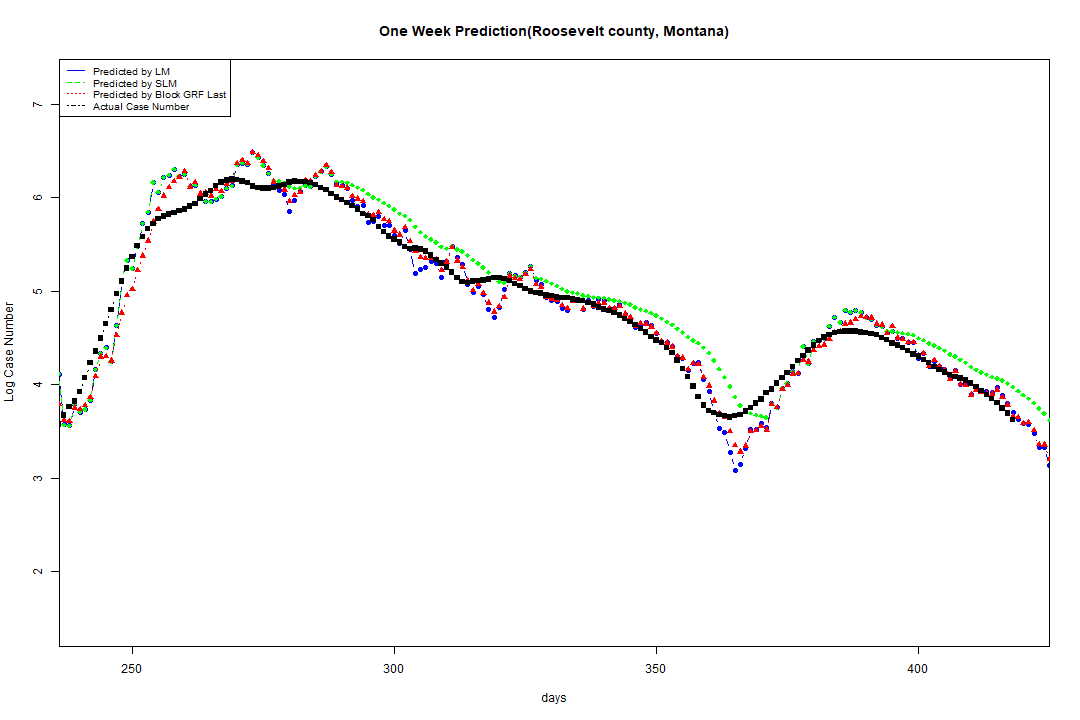 One Week Prediction(Roosevelt county, Montana)
Predicted by LM
Predicted by SLM
Predicted by Block GRF Last
Actual Case Number
7
6
5
4
3
2
Log Case Number
250 300 350 400
days